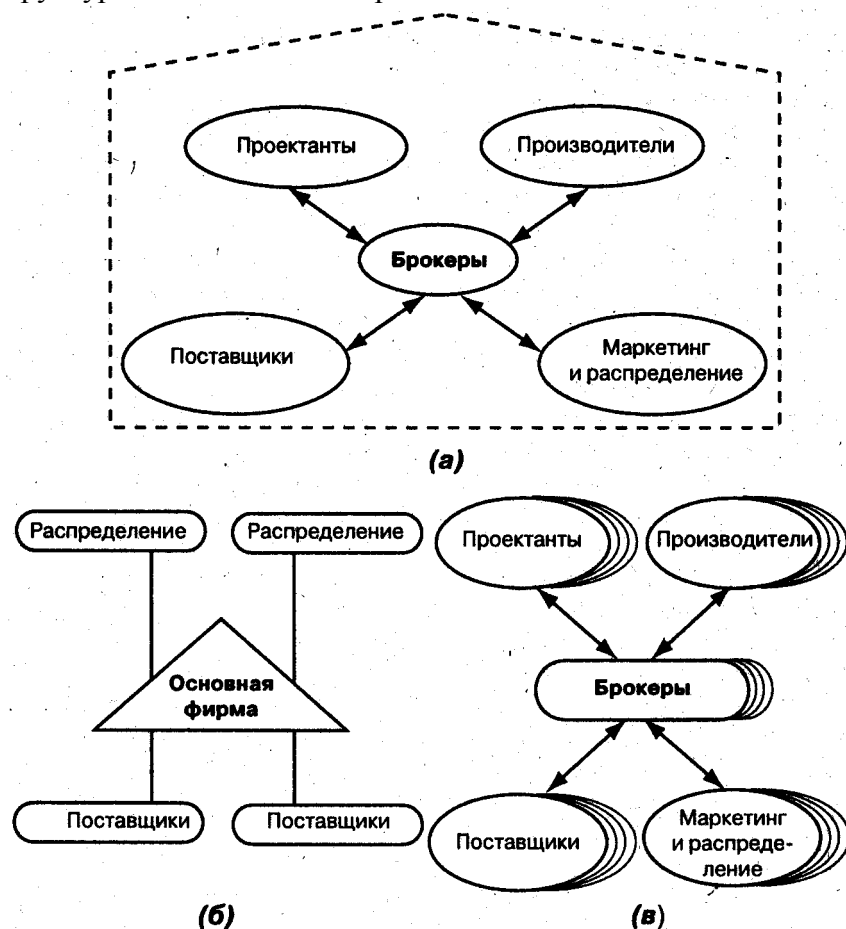 Проектанты
Производители
Брокеры
Поставщики
Маркетинг
и распределение
(а)
Распределение
Распределение
Основная
фирма
Поставщики
Поставщики
(б)
Проектанты
Производители
Брокеры
Поставщики
Маркетинг
и распреде-
ление
(в)